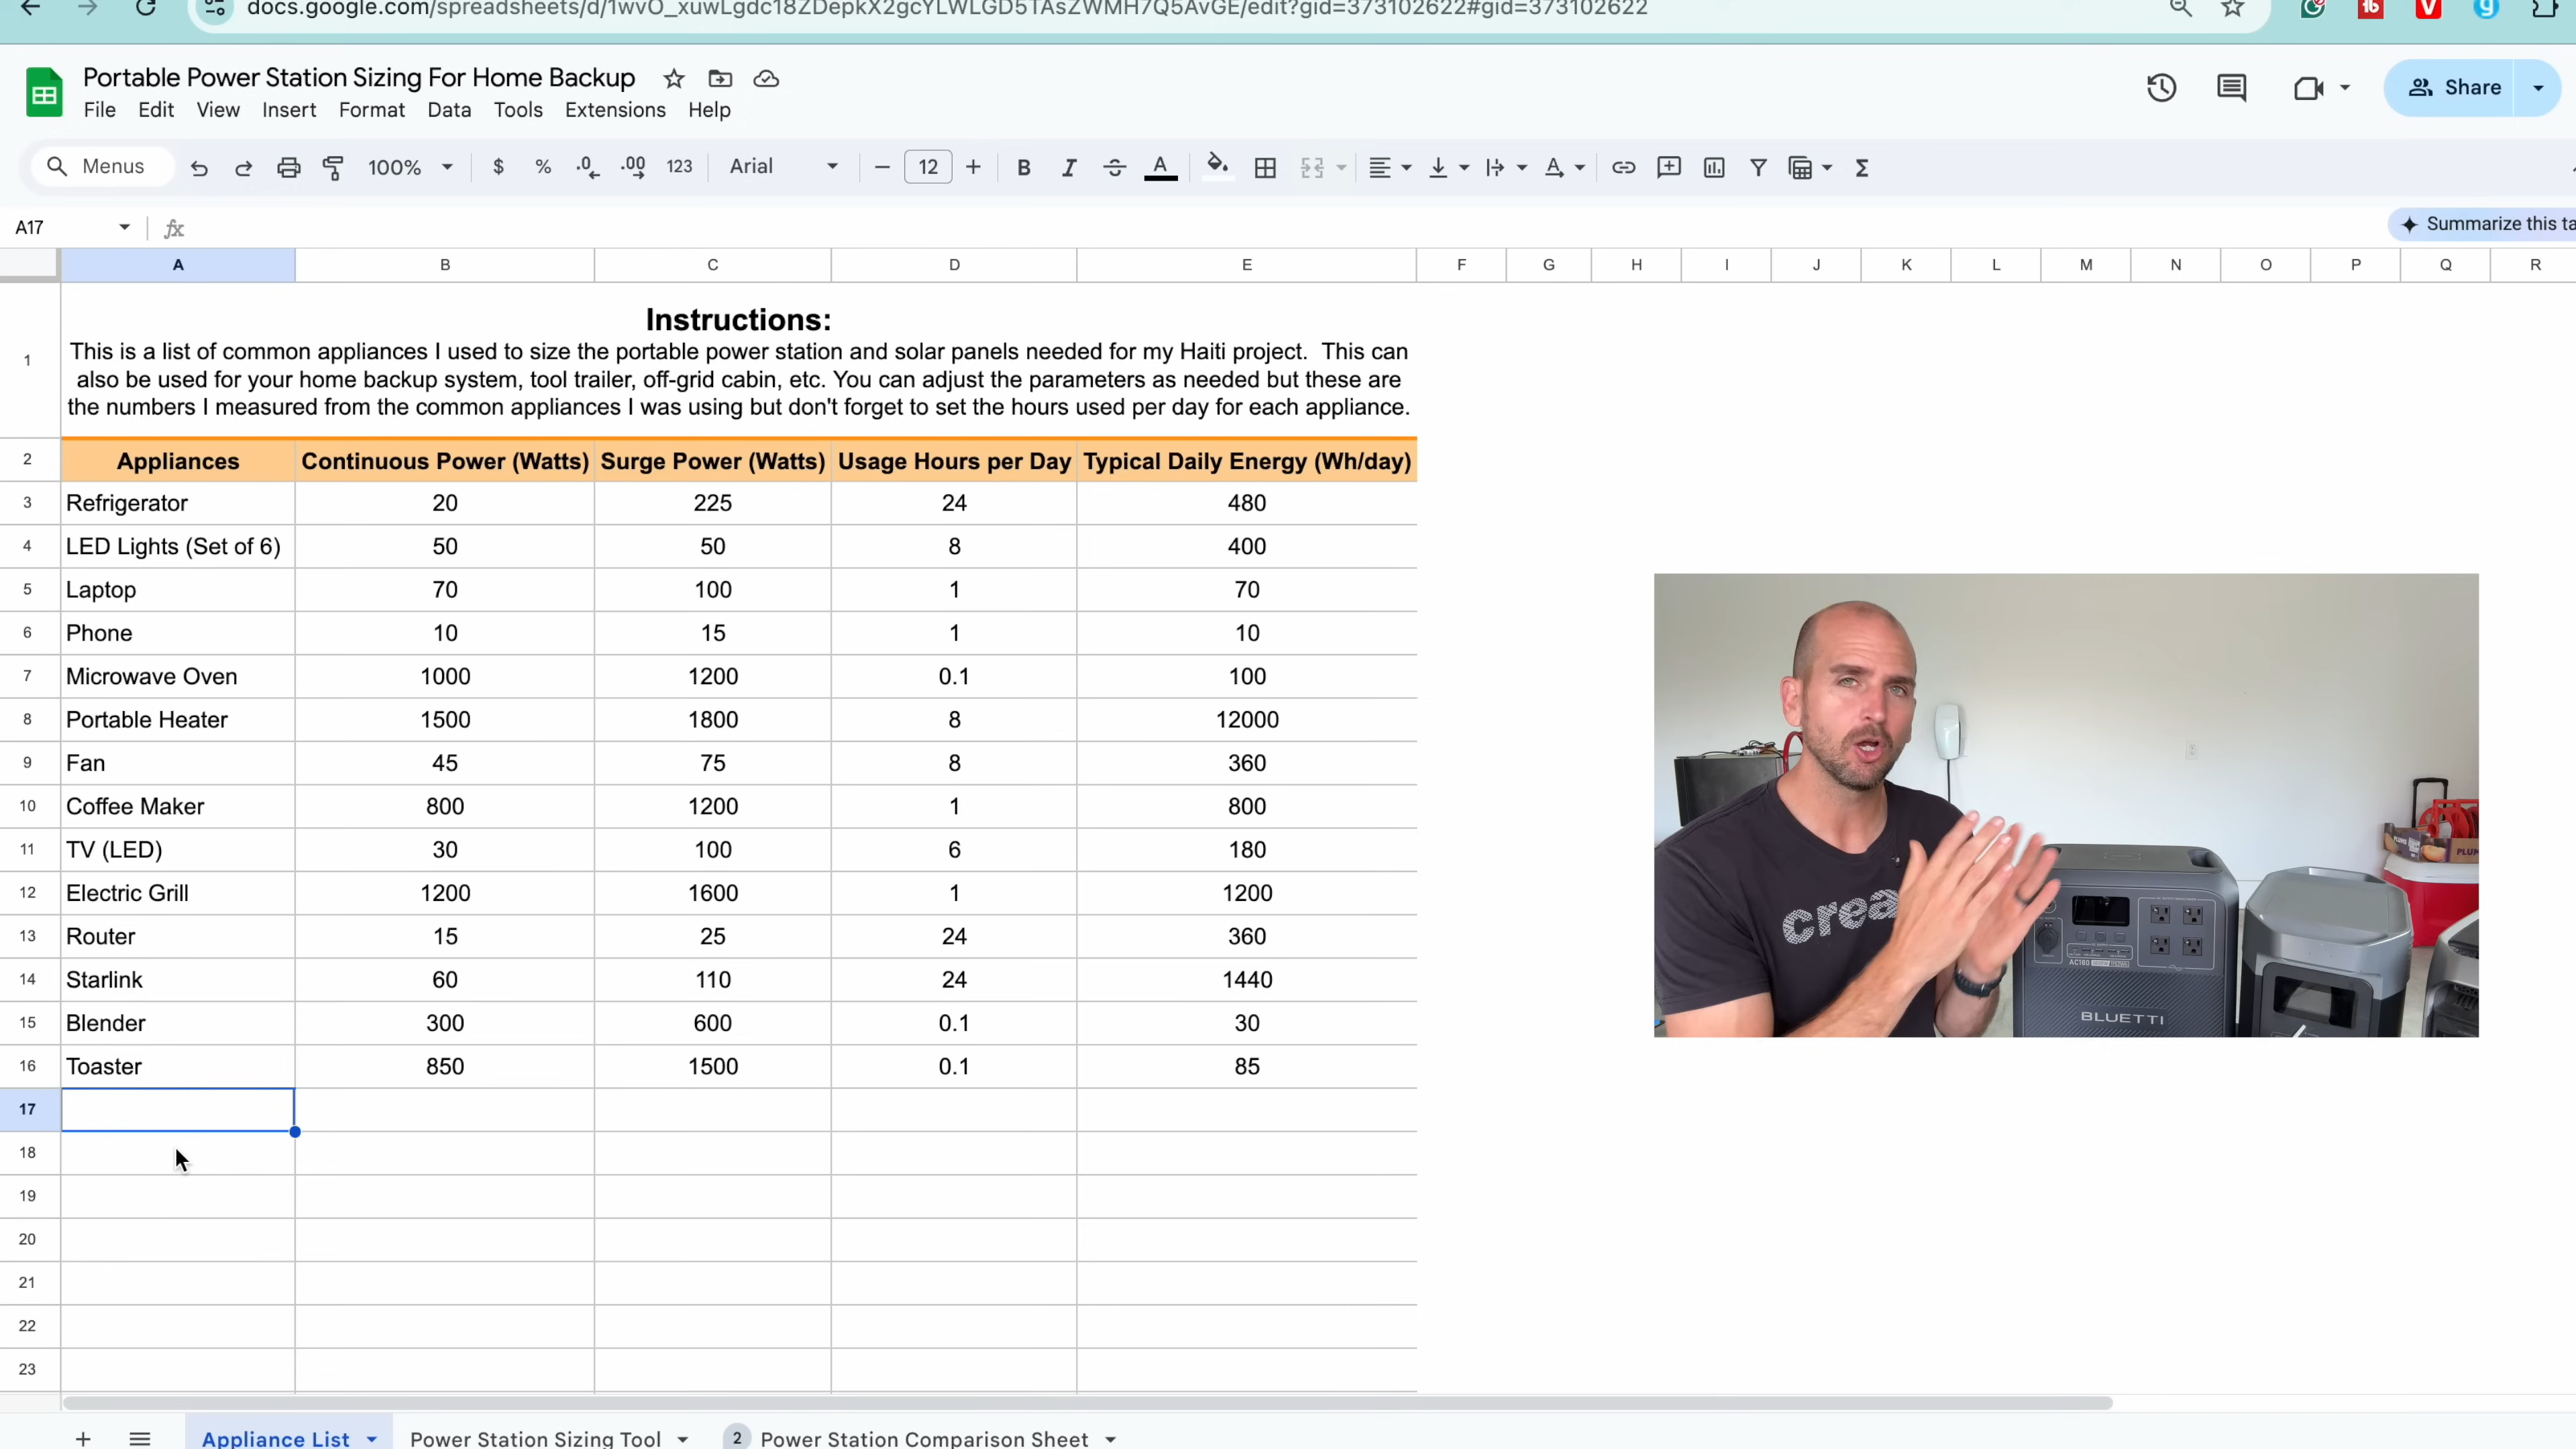 docs.google.com/spreadsheets/d/1wvO_xuwLgdc18ZDepkX2gcYLWLGD5TAsZWMH7Q5AvGE/edit?gid=373102622#gid=373102622
Portable Power Station Sizing For Home Backup
File Edit View Insert Format Data Tools Extensions Help
Share
Menus 100% $ % .0 .00 123 Arial 12
A17
Summarize this ta
A B C D E F G H I J K L M N O P Q R
Instructions:
1
This is a list of common appliances I used to size the portable power station and solar panels needed for my Haiti project. This can
also be used for your home backup system, tool trailer, off-grid cabin, etc. You can adjust the parameters as needed but these are
the numbers I measured from the common appliances I was using but don't forget to set the hours used per day for each appliance.
2 Appliances Continuous Power (Watts) Surge Power (Watts) Usage Hours per Day Typical Daily Energy (Wh/day)
3 Refrigerator 20 225 24 480
4 LED Lights (Set of 6) 50 50 8 400
5 Laptop 70 100 1 70
6 Phone 10 15 1 10
7 Microwave Oven 1000 1200 0.1 100
8 Portable Heater 1500 1800 8 12000
9 Fan 45 75 8 360
10 Coffee Maker 800 1200 1 800
11 TV (LED) 30 100 6 180
12 Electric Grill 1200 1600 1 1200
13 Router 15 25 24 360
14 Starlink 60 110 24 1440
15 Blender 300 600 0.1 30
16 Toaster 850 1500 0.1 85
17
18
19
20
21
22
23
crea
AC180
BLUETTI
Appliance List Power Station Sizing Tool 2 Power Station Comparison Sheet